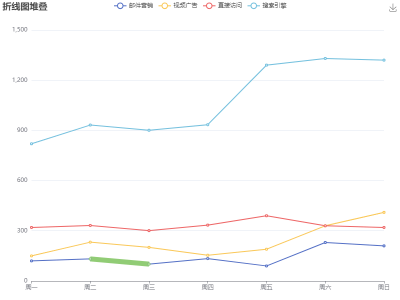 折线图堆叠
邮件营销 视频广告 直接访问 搜索引擎
1,500
1,200
900
600
300
0
周一 周二 周三 周四 周五 周六 周日